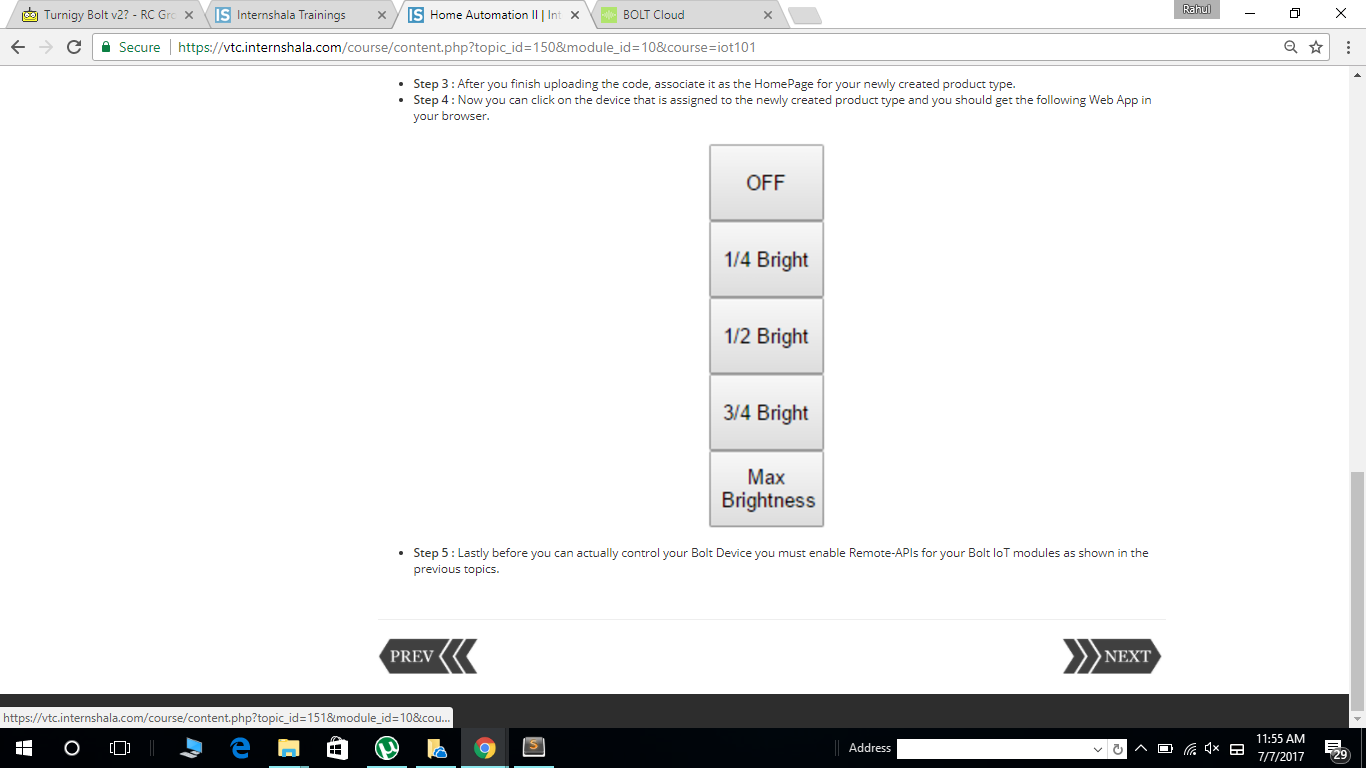 Turnigy Bolt v2? - RC Gro
Internshala Trainings
Home Automation II | Int
BOLT Cloud
Rahul
Secure
https://vtc.internshala.com/course/content.php?topic_id=150&module_id=10&course=iot101
Step 3 : After you finish uploading the code, associate it as the HomePage for your newly created product type.
Step 4 : Now you can click on the device that is assigned to the newly created product type and you should get the following Web App in
your browser.
OFF
1/4 Bright
1/2 Bright
3/4 Bright
Max
Brightness
Step 5 : Lastly before you can actually control your Bolt Device you must enable Remote-APIs for your Bolt IoT modules as shown in the
previous topics.
PREV
NEXT
https://vtc.internshala.com/course/content.php?topic_id=151&module_id=10&cou...
Address
11:55 AM
7/7/2017
29